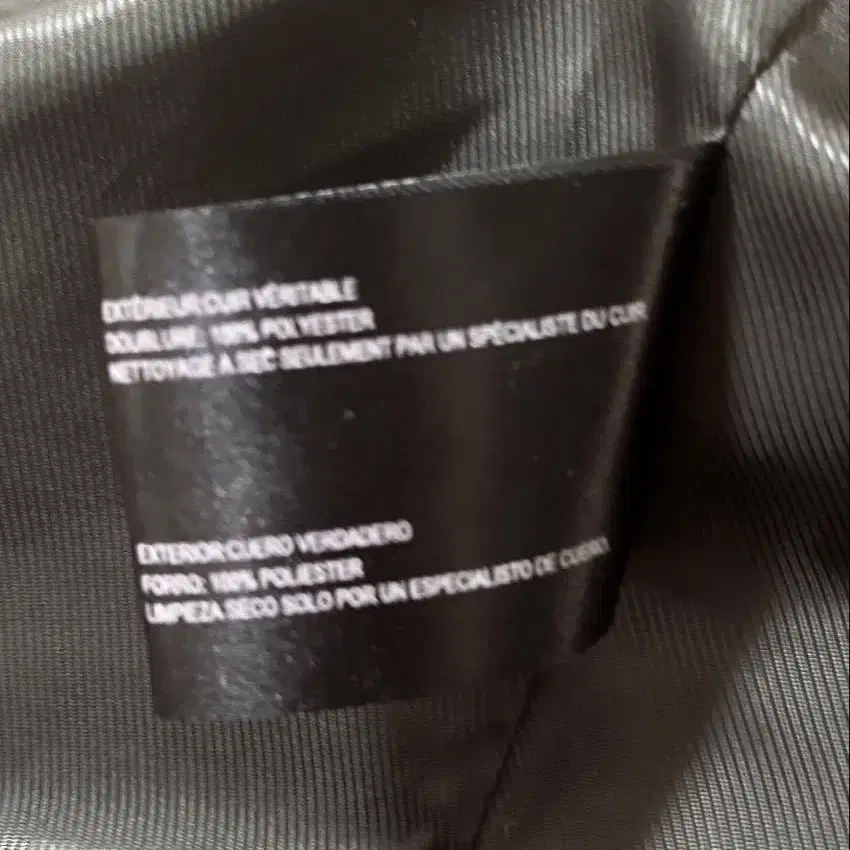 EXTÉRIEUR: CUIR VÉRITABLE
DOUBLURE: 100% POLYESTER
NETTOYAGE A SEC SEULEMENT PAR UN SPÉCIALISTE DU CUIR
EXTERIOR: CUERO VERDADERO
FORRO: 100% POLIESTER
LIMPIEZA SECO SOLO POR UN ESPECIALISTO DE CUERO